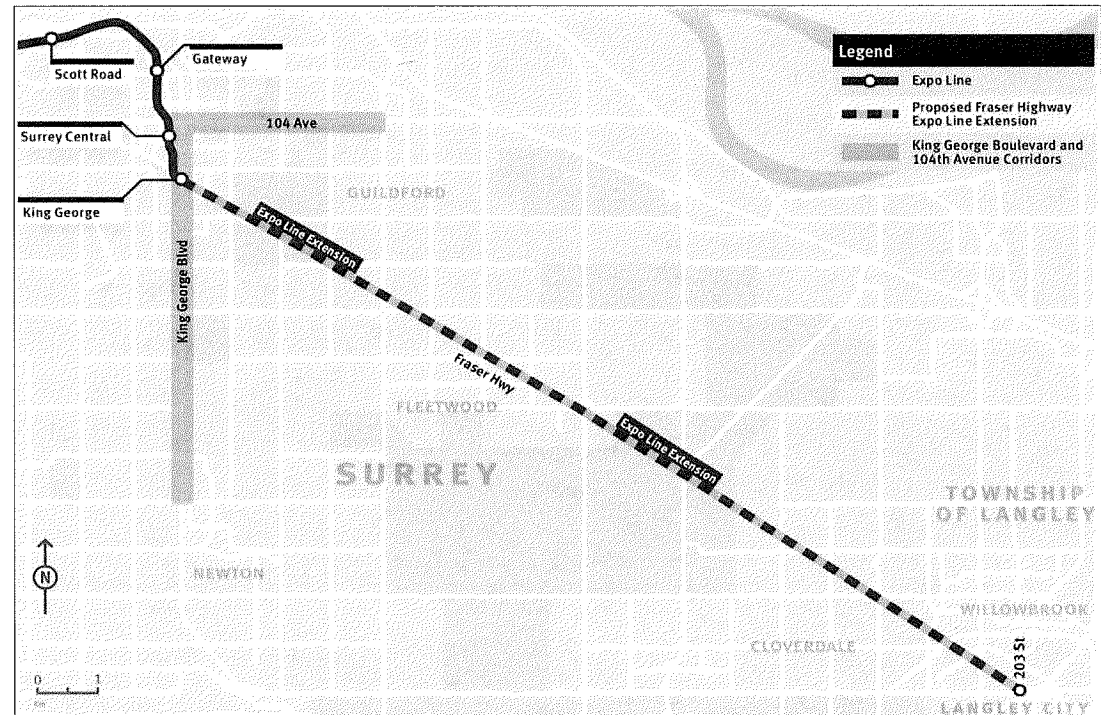 Scott Road
Gateway
Surrey Central
King George
104 Ave
King George Blvd
GUILDFORD
Expo Line Extension
Fraser Hwy
FLEETWOOD
Expo Line Extension
SURREY
TOWNSHIP
OF LANGLEY
NEWTON
WILLOWBROOK
CLOVERDALE
203 St
LANGLEY CITY
N
0 1
Legend
Expo Line
Proposed Fraser Highway
Expo Line Extension
King George Boulevard and
104th Avenue Corridors